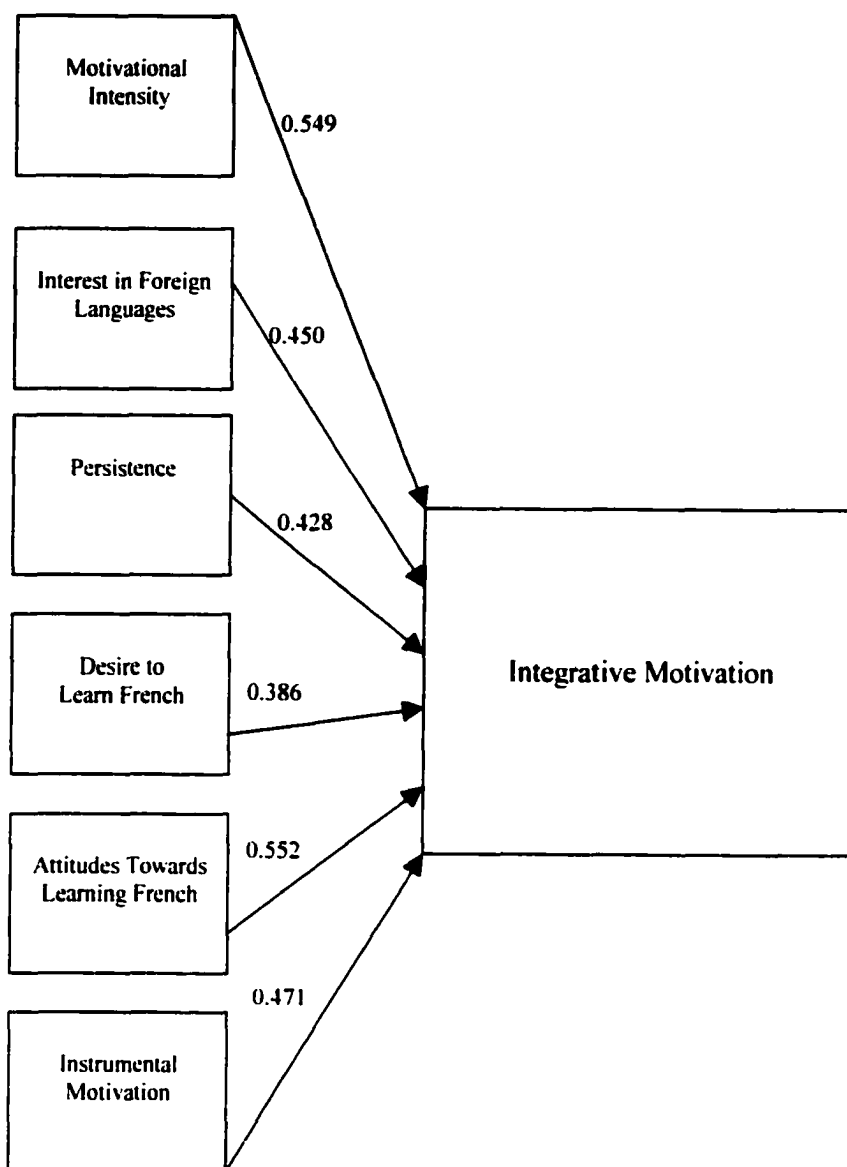 Motivational
Intensity
0.549
Interest in Foreign
Languages
0.450
Persistence
0.428
Desire to
Learn French
0.386
Integrative Motivation
Attitudes Towards
Learning French
0.552
0.471
Instrumental
Motivation